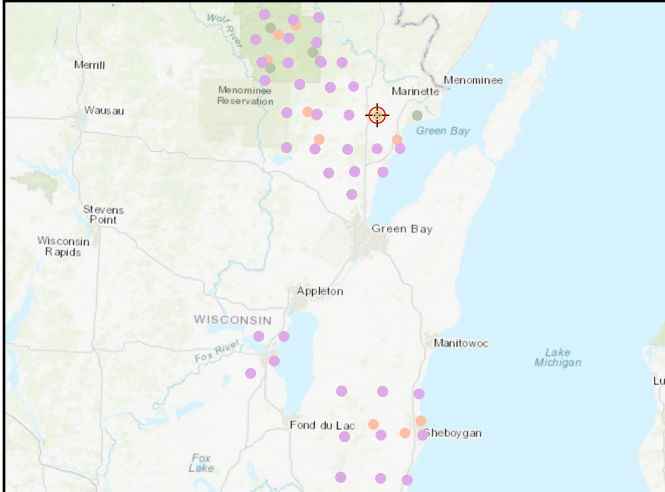 Wolf
River
Merrill
Menominee
Menominee
Reservation
Marinette
Wausau
Green Bay
Stevens
Point
Green Bay
Wisconsin
Rapids
Appleton
WISCONSIN
Fox River
Manitowoc
Lake
Michigan
Lu
Fond du Lac
Sheboygan
Fox
Lake